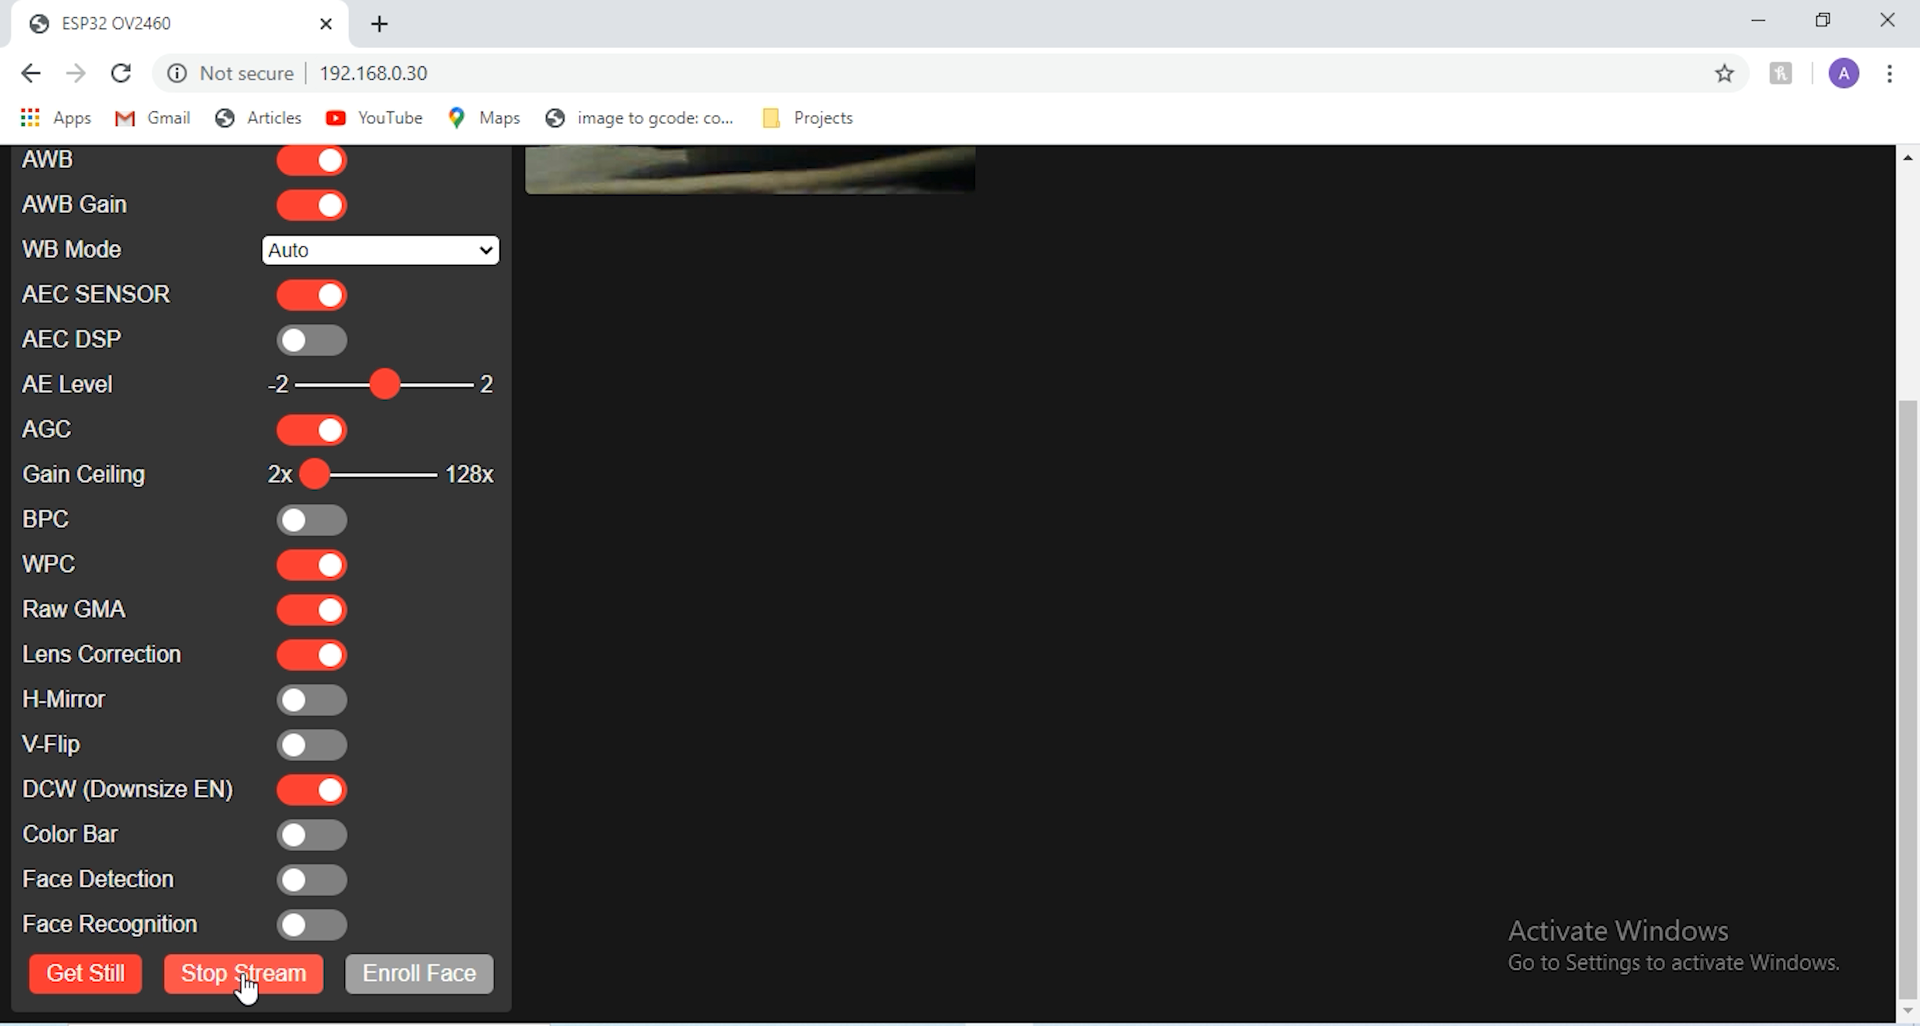 ESP32 OV2460
Not secure 192.168.0.30
A
Apps Gmail Articles YouTube Maps image to gcode: co... Projects
AWB
AWB Gain
WB Mode Auto
AEC SENSOR
AEC DSP
AE Level -2 2
AGC
Gain Ceiling 2x 128x
BPC
WPC
Raw GMA
Lens Correction
H-Mirror
V-Flip
DCW (Downsize EN)
Color Bar
Face Detection
Face Recognition
Get Still Stop Stream Enroll Face
Activate Windows
Go to Settings to activate Windows.